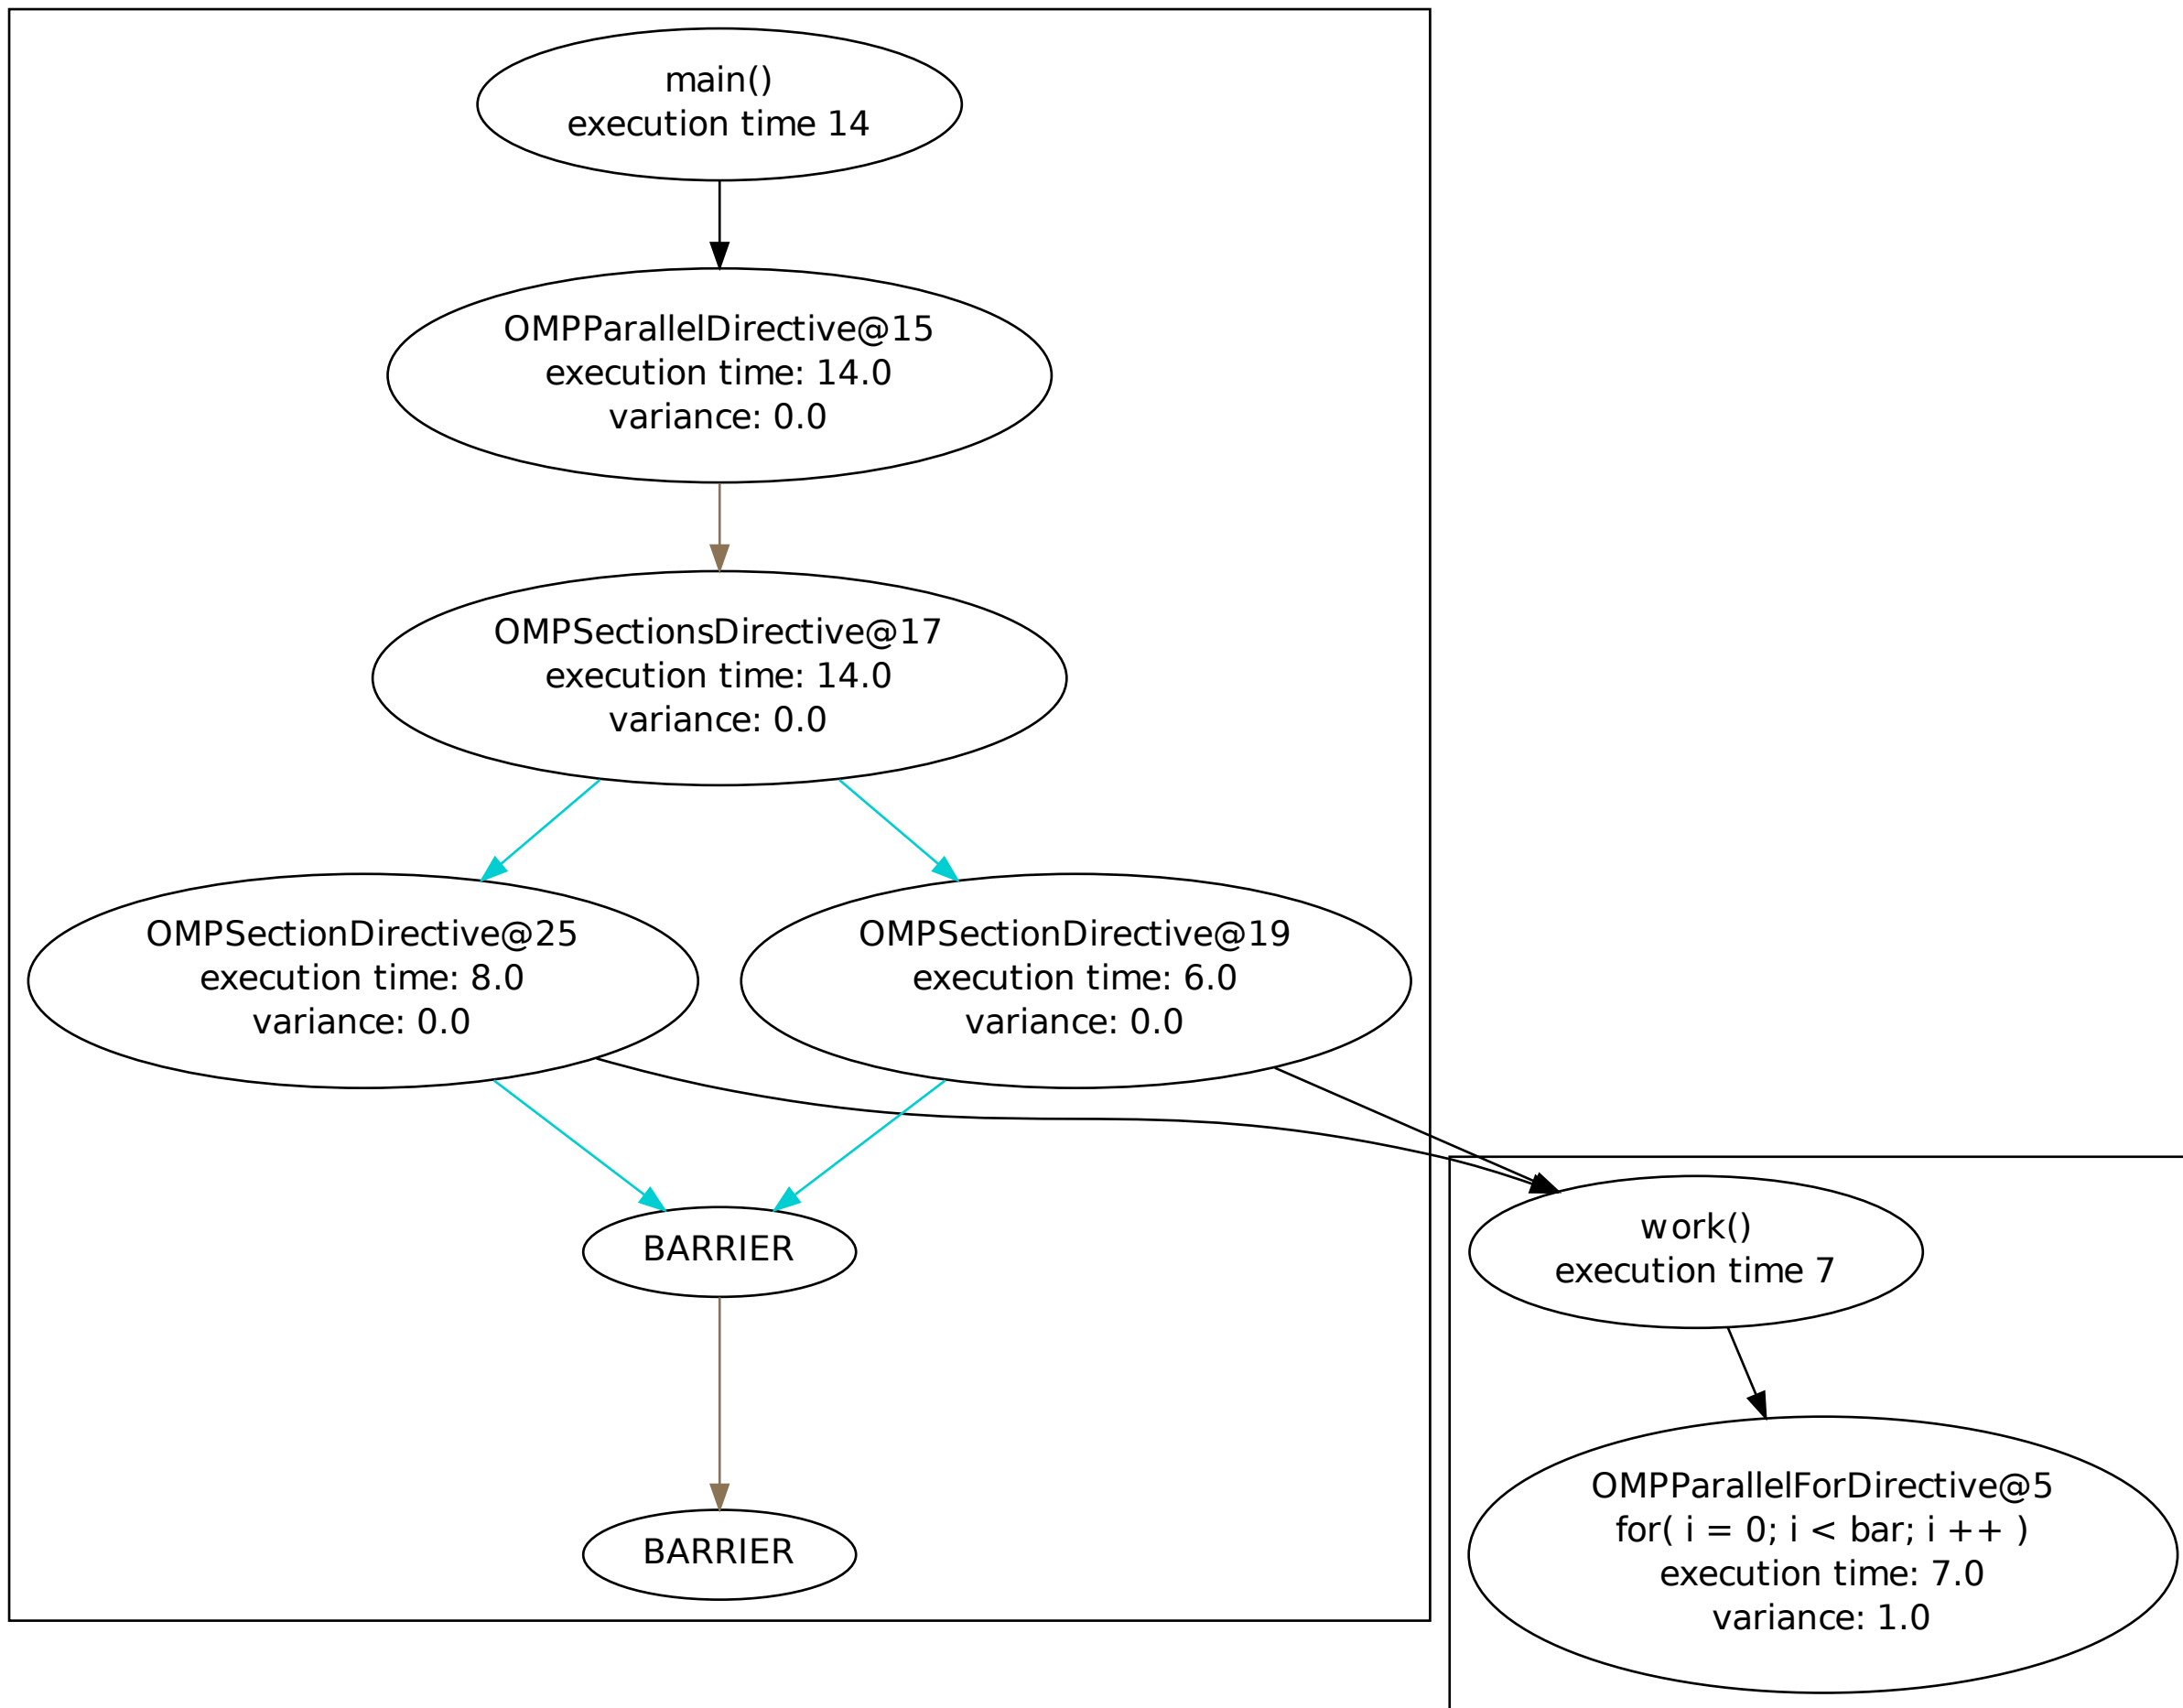 main()
execution time 14
OMPParallelDirective@15
execution time: 14.0
variance: 0.0
OMPSectionsDirective@17
execution time: 14.0
variance: 0.0
OMPSectionDirective@25
execution time: 8.0
variance: 0.0
OMPSectionDirective@19
execution time: 6.0
variance: 0.0
BARRIER
work()
execution time 7
OMPParallelForDirective@5
for( i = 0; i < bar; i ++ )
execution time: 7.0
variance: 1.0
BARRIER